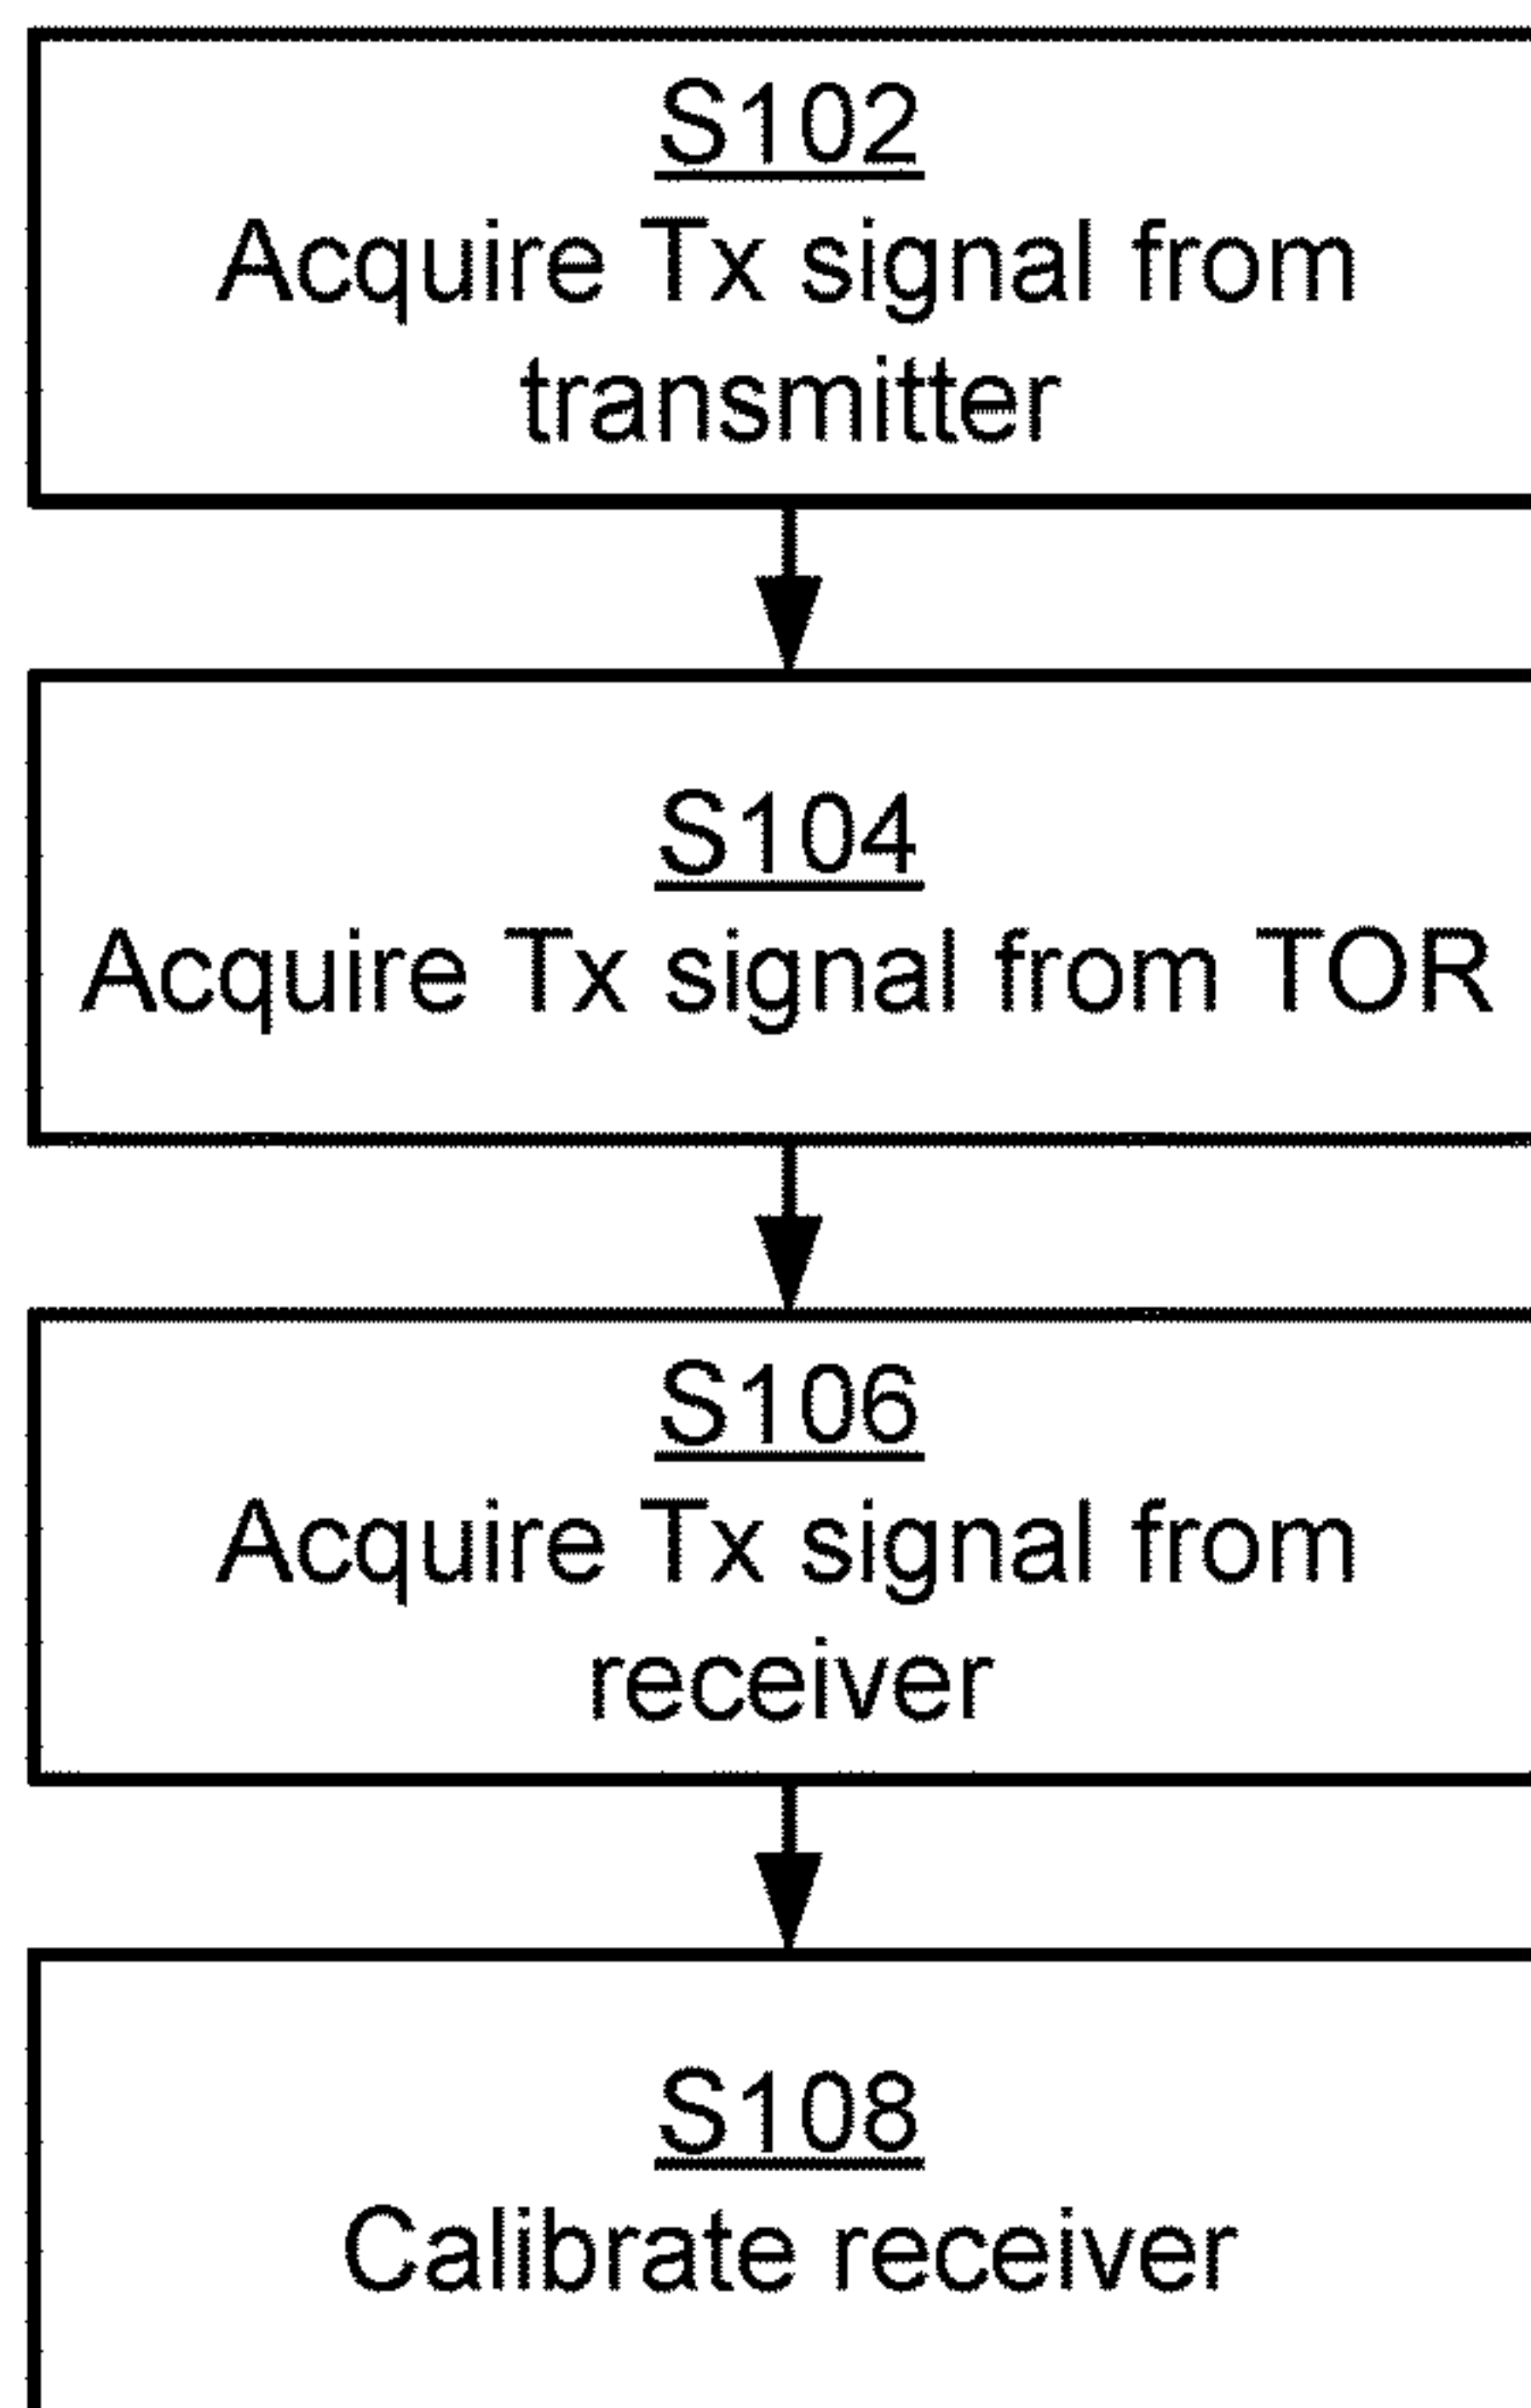 S102
Acquire Tx signal from
transmitter
S104
Acquire Tx signal from TOR
S106
Acquire Tx signal from
receiver
S108
Calibrate receiver